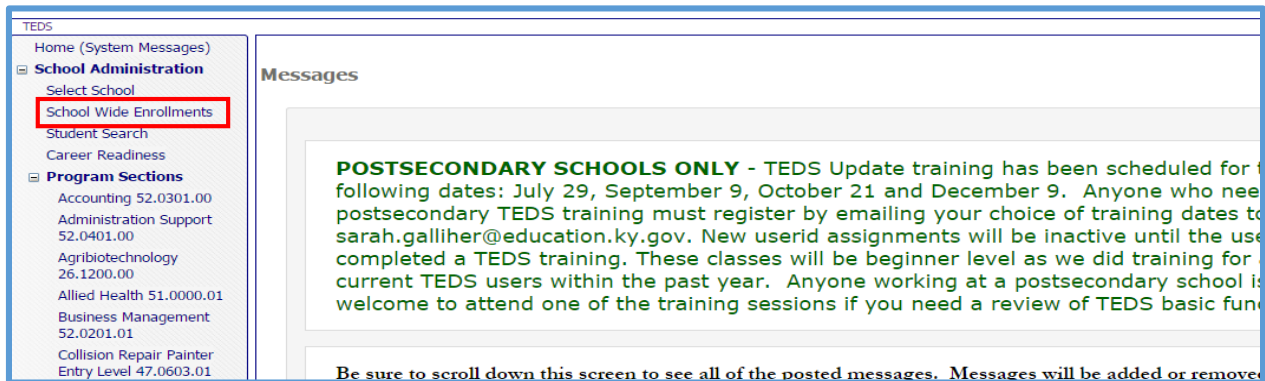 TEDS
Home (System Messages)
School Administration
Select School
School Wide Enrollments
Student Search
Career Readiness
Program Sections
Accounting 52.0301.00
Administration Support
52.0401.00
Agribiotechnology
26.1200.00
Allied Health 51.0000.01
Business Management
52.0201.01
Collision Repair Painter
Entry Level 47.0603.01
Messages
POSTSECONDARY SCHOOLS ONLY - TEDS Update training has been scheduled for
following dates: July 29, September 9, October 21 and December 9. Anyone who
postsecondary TEDS training must register by emailing your choice of training dates
sarah.galliher@education.ky.gov. New userid assignments will be inactive until the
completed a TEDS training. These classes will be beginner level as we did training for
current TEDS users within the past year. Anyone working at a postsecondary school
welcome to attend one of the training sessions if you need a review of TEDS basic
Be sure to scroll down this screen to see all of the posted messages. Messages will be added or removed